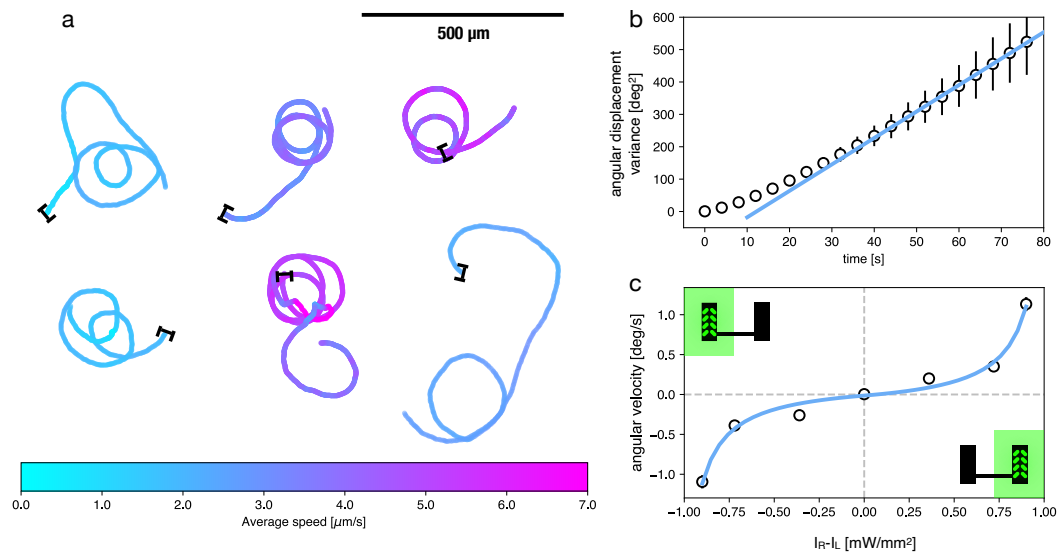 a
500 μm
0.0 1.0 2.0 3.0 4.0 5.0 6.0 7.0
Average speed [μm/s]
b
angular displacement
variance [deg²]
600
500
400
300
200
100
0
0 10 20 30 40 50 60 70 80
time [s]
c
angular velocity [deg/s]
1.0
0.5
0.0
−0.5
−1.0
−1.00 −0.75 −0.50 −0.25 0.00 0.25 0.50 0.75 1.00
I_R-I_L [mW/mm²]